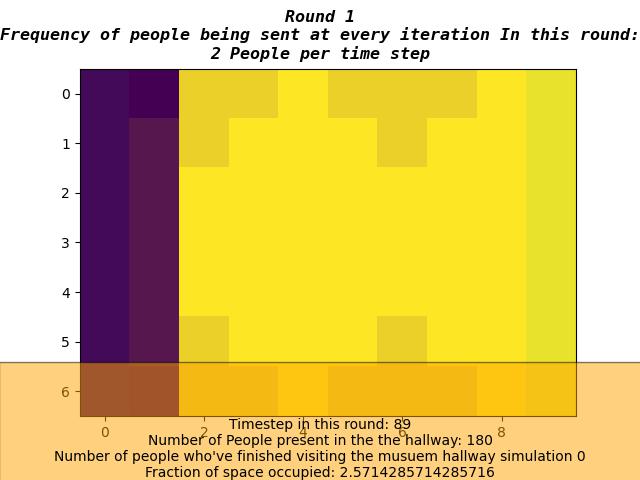 Round 1
Frequency of people being sent at every iteration In this round:
2 People per time step
0
1
2
3
4
5
6
0 2 4 6 8
Timestep in this round: 89
Number of People present in the the hallway: 180
Number of people who've finished visiting the musuem hallway simulation 0
Fraction of space occupied: 2.5714285714285716